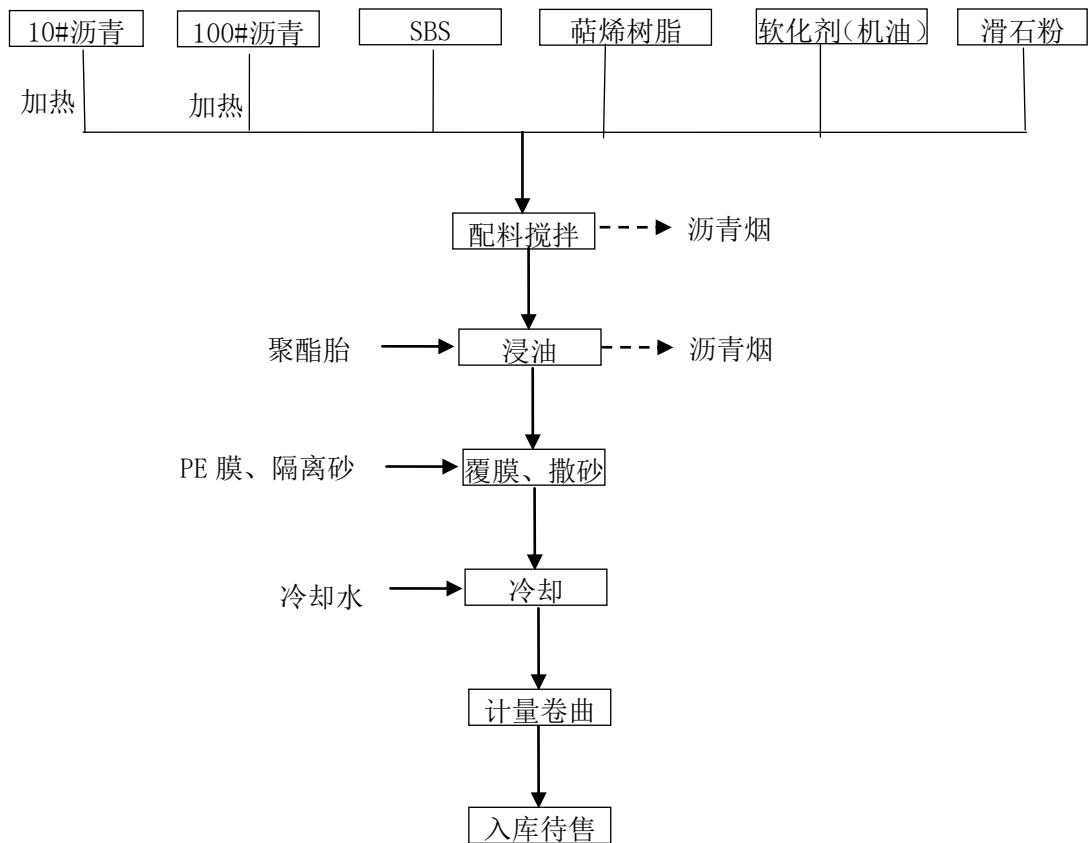 10#沥青
100#沥青
SBS
萜烯树脂
软化剂(机油)
滑石粉
加热
加热
配料搅拌
沥青烟
聚酯胎
浸油
沥青烟
PE 膜、隔离砂
覆膜、撒砂
冷却水
冷却
计量卷曲
入库待售